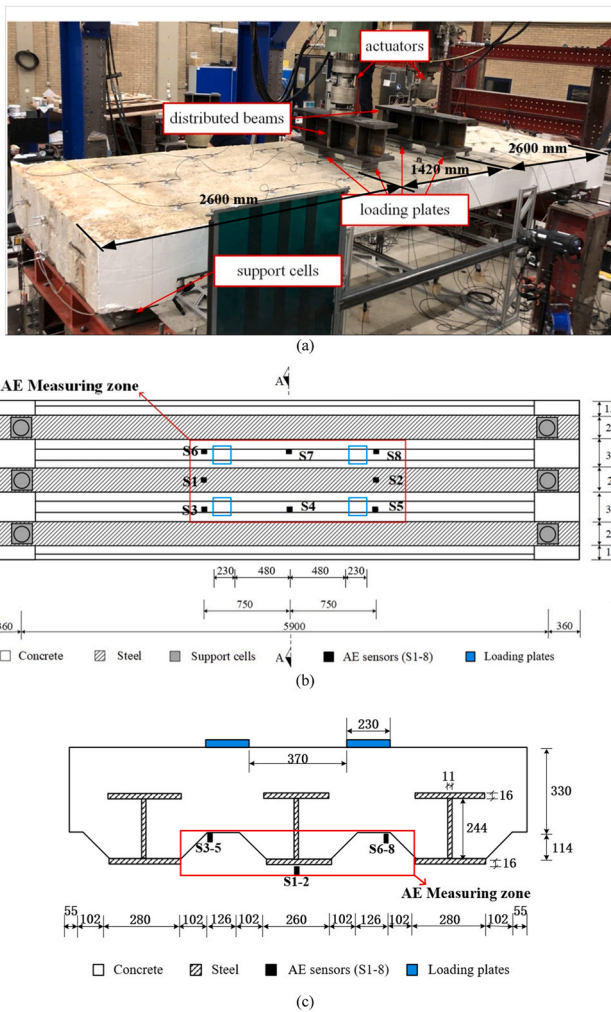 actuators
distributed beams
2600 mm
1420 mm
2600 mm
loading plates
support cells
(a)
AE Measuring zone
A
S6
S7
S8
S1
S2
S3
S4
S5
230
480
480
230
750
750
360
5900
360
Concrete
Steel
Support cells
A
AE sensors (S1-8)
Loading plates
(b)
230
370
11
16
330
244
114
S3-5
S6-8
16
S1-2
AE Measuring zone
55
102
280
102
126
102
260
102
126
102
280
102
55
Concrete
Steel
AE sensors (S1-8)
Loading plates
(c)